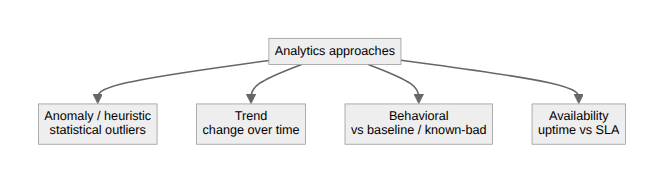 Analytics approaches
Anomaly / heuristic
statistical outliers
Trend
change over time
Behavioral
vs baseline / known-bad
Availability
uptime vs SLA